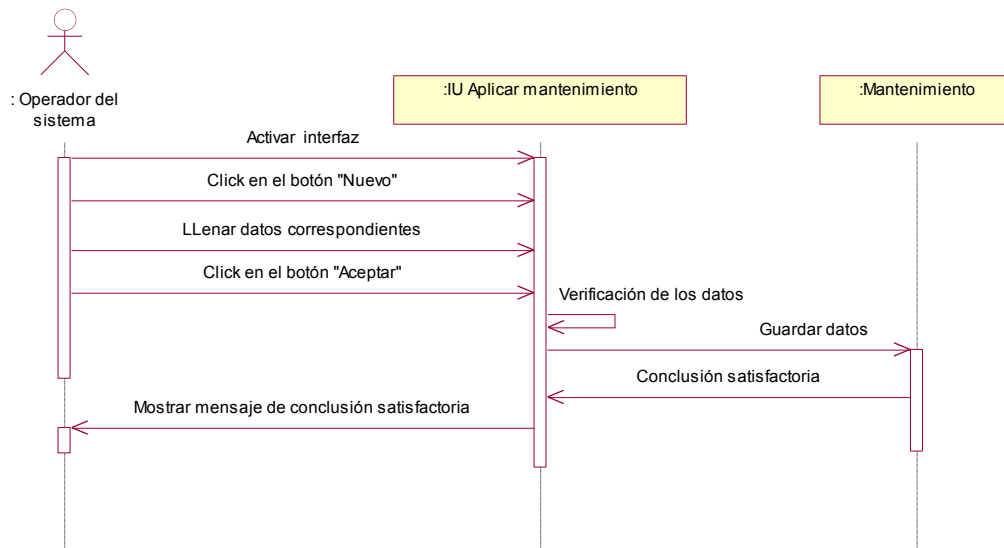 : Operador del
sistema
:IU Aplicar mantenimiento
:Mantenimiento
Activar interfaz
Click en el botón "Nuevo"
LLenar datos correspondientes
Click en el botón "Aceptar"
Verificación de los datos
Guardar datos
Conclusión satisfactoria
Mostrar mensaje de conclusión satisfactoria